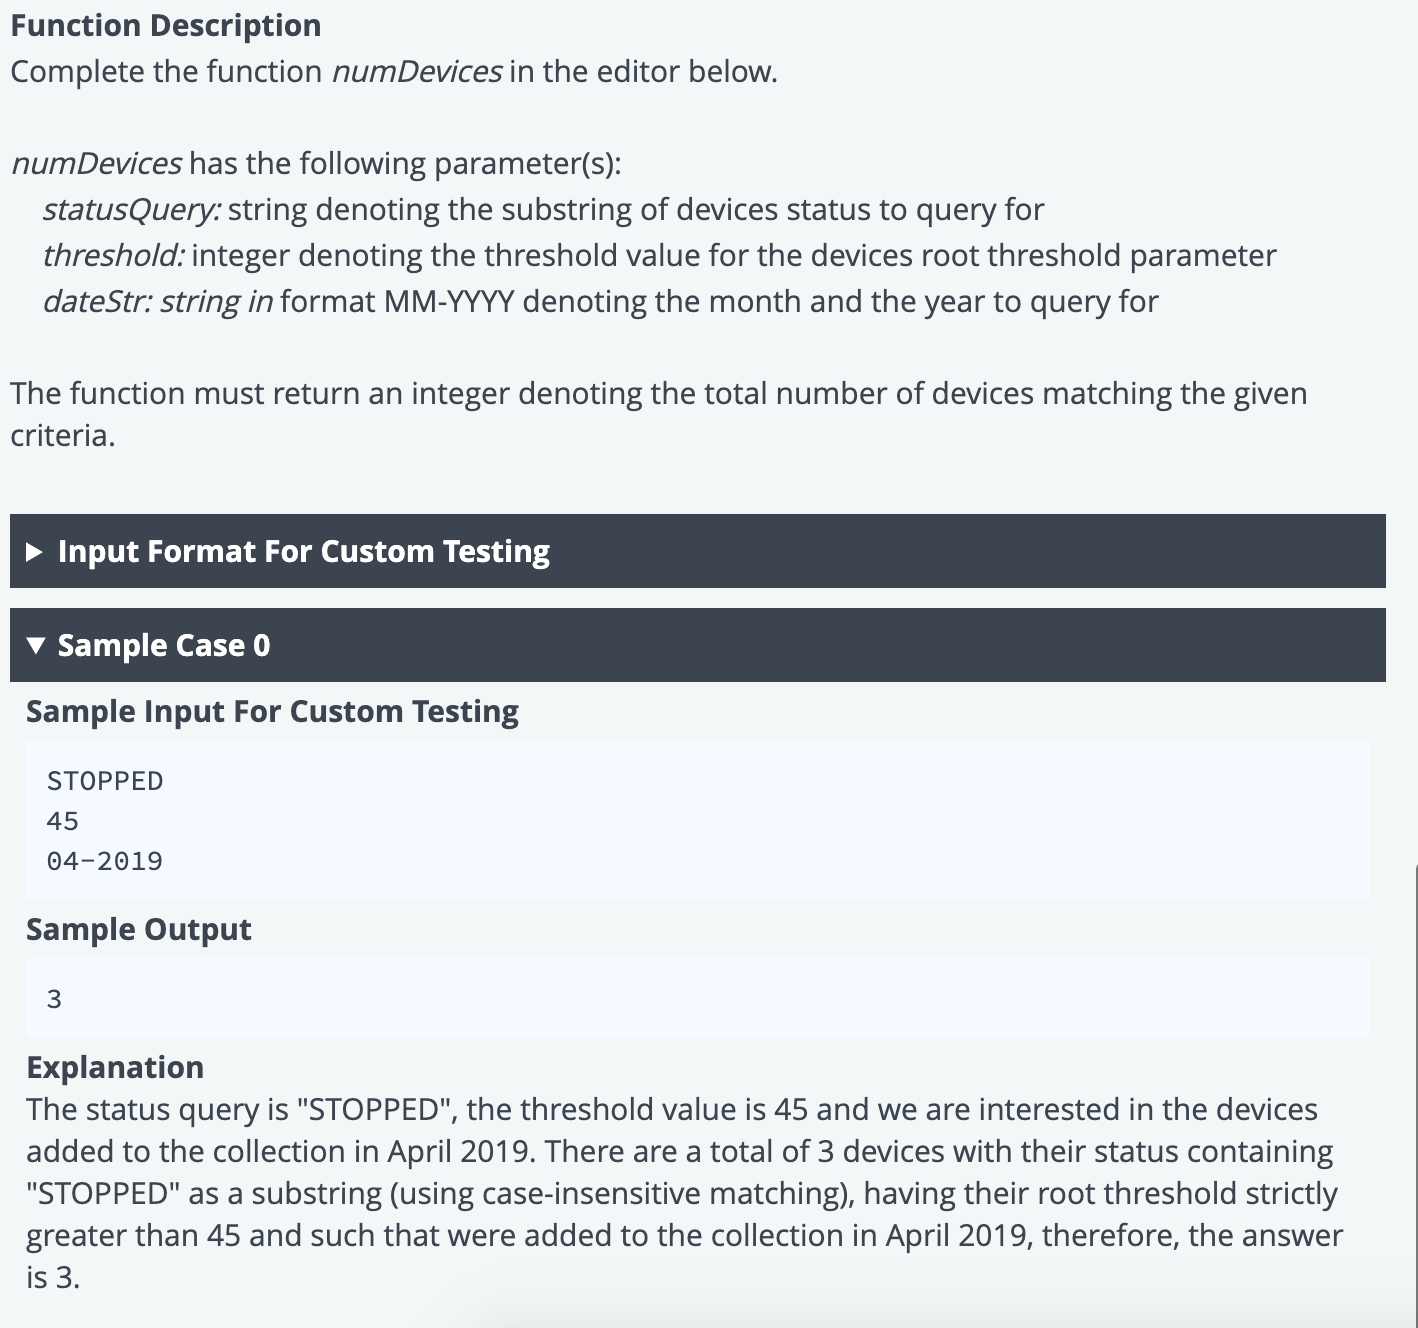 Function Description
Complete the function numDevices in the editor below.
numDevices has the following parameter(s):
statusQuery: string denoting the substring of devices status to query for
threshold: integer denoting the threshold value for the devices root threshold parameter
dateStr: string in format MM-YYYY denoting the month and the year to query for
The function must return an integer denoting the total number of devices matching the given
criteria.
Input Format For Custom Testing
Sample Case 0
Sample Input For Custom Testing
STOPPED
45
04-2019
Sample Output
3
Explanation
The status query is "STOPPED", the threshold value is 45 and we are interested in the devices
added to the collection in April 2019. There are a total of 3 devices with their status containing
"STOPPED" as a substring (using case-insensitive matching), having their root threshold strictly
greater than 45 and such that were added to the collection in April 2019, therefore, the answer
is 3.